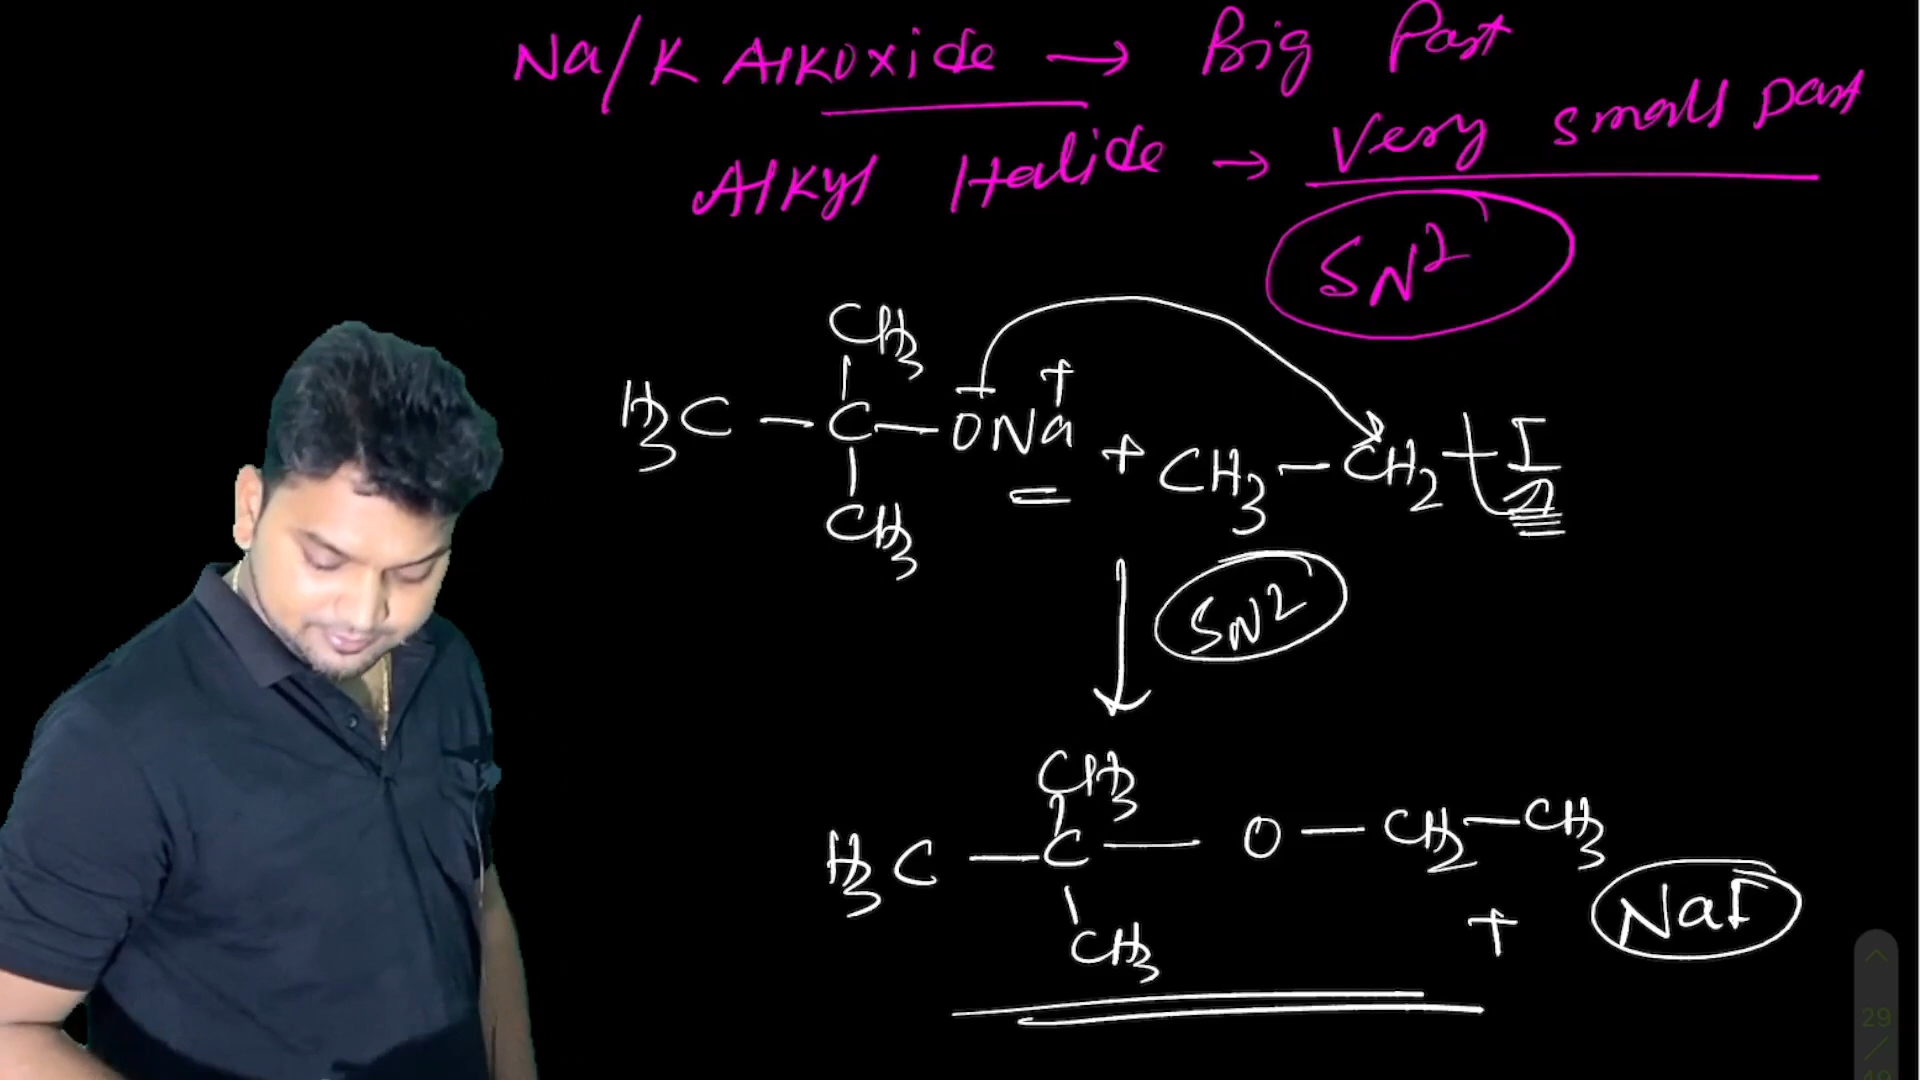 Na/K Alkoxide → Big Part
Alkyl Halide → Very small part
SN2
CH3
H3C - C - ONa + CH3 - CH2 - I
- +
CH3
SN2
CH3
H3C - C - O - CH2 - CH3
CH3
+ NaI
29
/